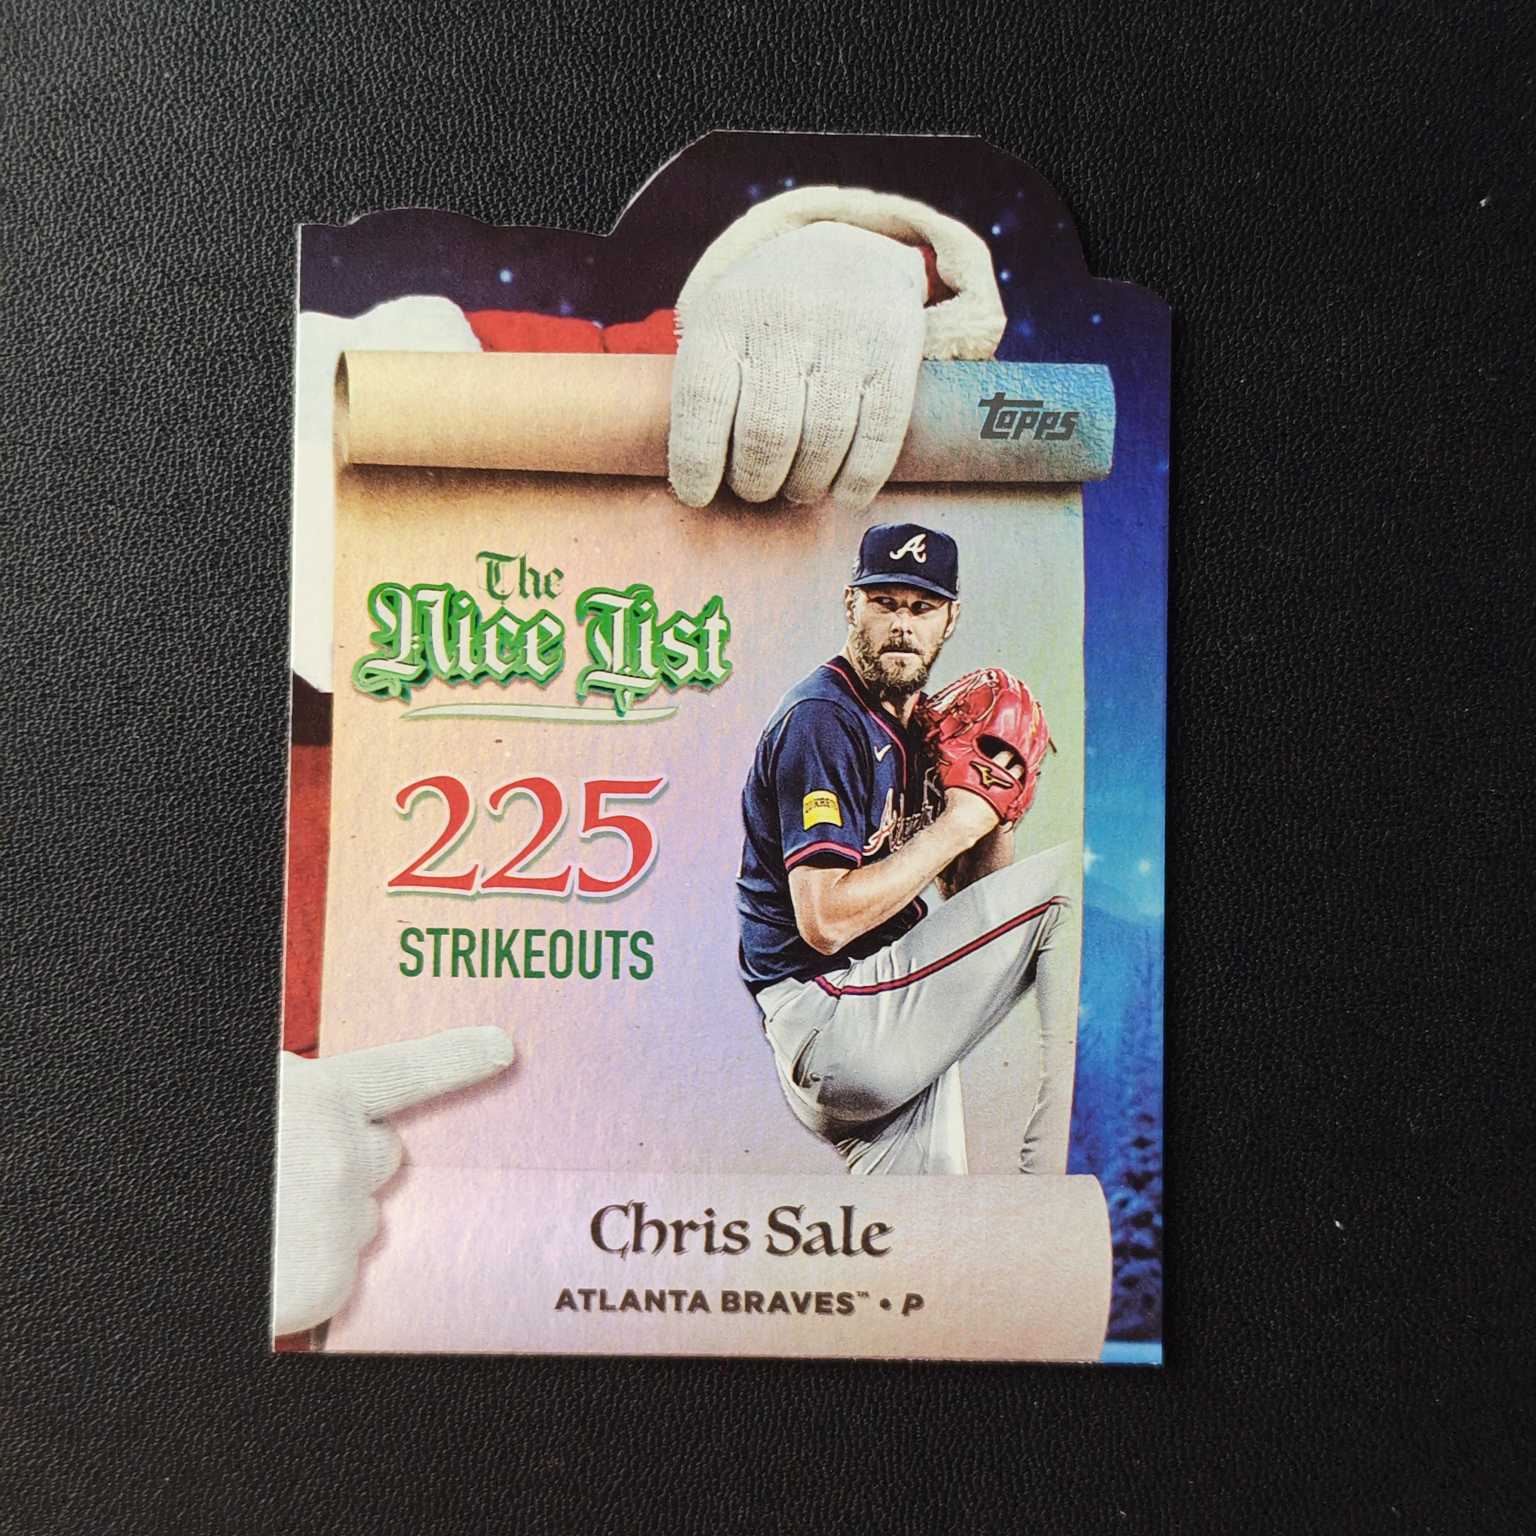 Topps
The
Nice List
225
STRIKEOUTS
Chris Sale
ATLANTA BRAVES™ • P
A